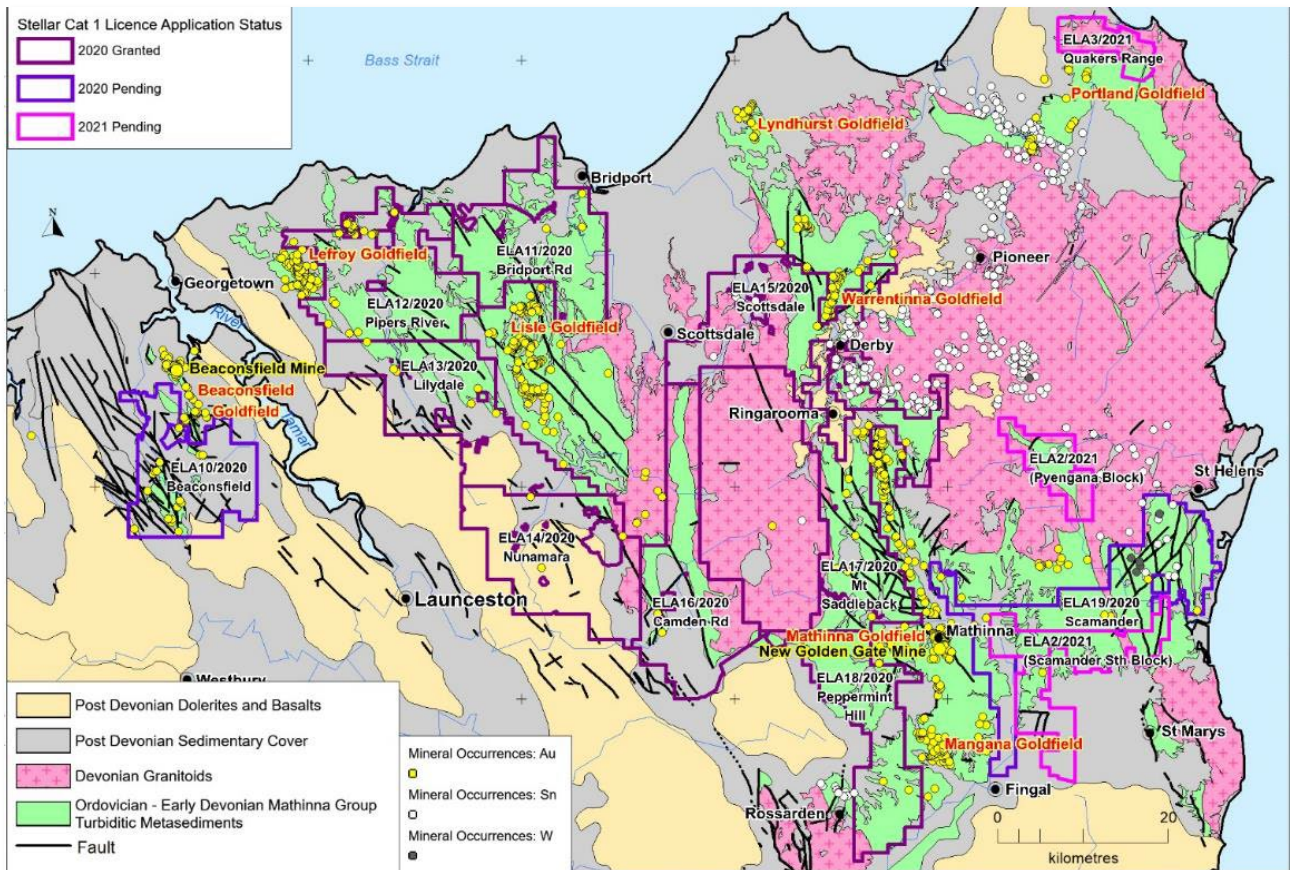 Stellar Cat 1 Licence Application Status
2020 Granted
2020 Pending
2021 Pending
Bass Strait
ELA3/2021
Quakers Range
Portland Goldfield
Lyndhurst Goldfield
Bridport
N
Lefroy Goldfield
ELA11/2020
Bridport Rd
Pioneer
Georgetown
ELA12/2020
Pipers River
ELA15/2020
Scottsdale
Warrentinna Goldfield
River
Lisle Goldfield
Scottsdale
Derby
Beaconsfield Mine
ELA13/2020
Lilydale
Beaconsfield
Goldfield
Tamar
Ringarooma
ELA10/2020
Beaconsfield
ELA2/2021
(Pyengana Block)
St Helens
ELA14/2020
Nunamara
ELA17/2020
Mt
Saddleback
Launceston
ELA16/2020
Camden Rd
ELA19/2020
Scamander
Mathinna Goldfield
Mathinna
New Golden Gate Mine
ELA2/2021
(Scamander Sth Block)
Westbury
ELA18/2020
Peppermint
Hill
Mangana Goldfield
St Marys
Fingal
Rossarden
Post Devonian Dolerites and Basalts
Post Devonian Sedimentary Cover
Devonian Granitoids
Ordovician - Early Devonian Mathinna Group
Turbiditic Metasediments
Fault
Mineral Occurrences: Au
Mineral Occurrences: Sn
Mineral Occurrences: W
0 20
kilometres